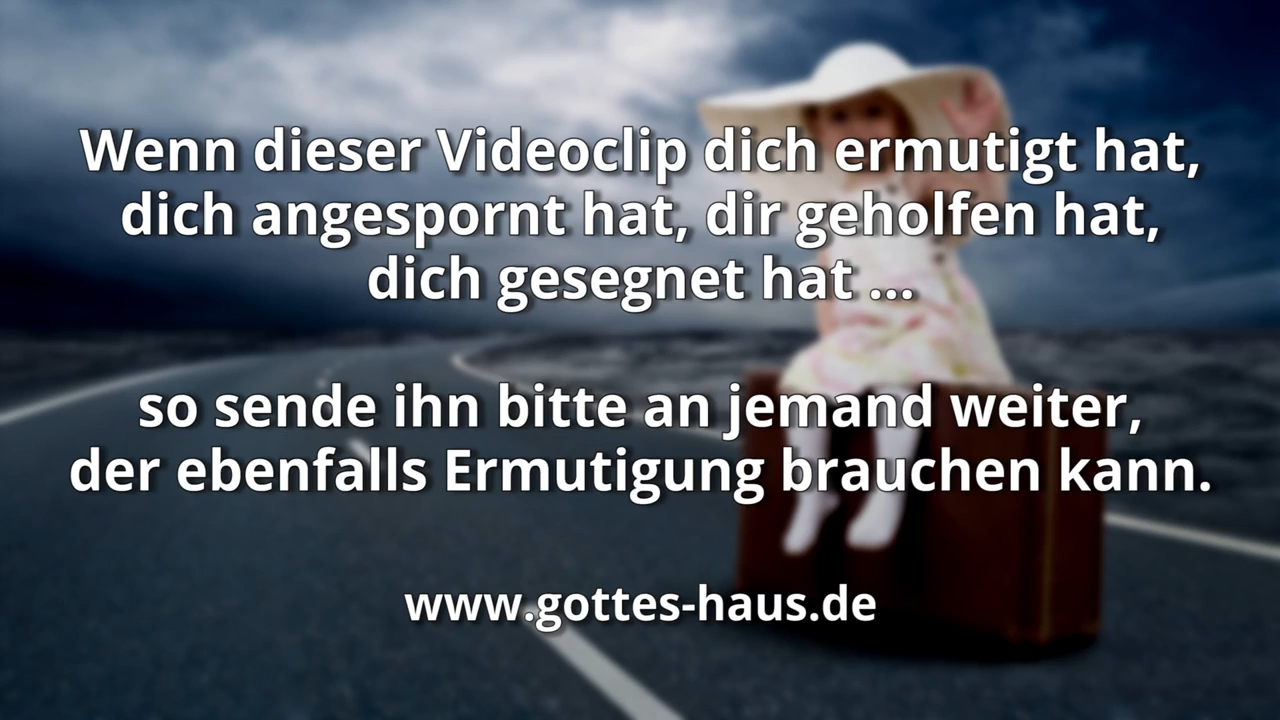 Wenn dieser Videoclip dich ermutigt hat,
dich angespornt hat, dir geholfen hat,
dich gesegnet hat ...
so sende ihn bitte an jemand weiter,
der ebenfalls Ermutigung brauchen kann.
www.gottes-haus.de